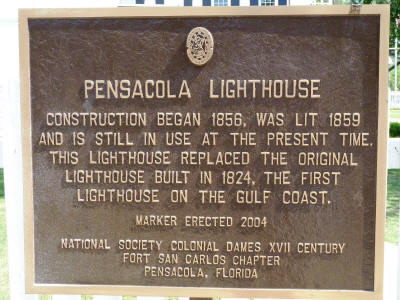 PENSACOLA LIGHTHOUSE
CONSTRUCTION BEGAN 1856, WAS LIT 1859
AND IS STILL IN USE AT THE PRESENT TIME.
THIS LIGHTHOUSE REPLACED THE ORIGINAL
LIGHTHOUSE BUILT IN 1824, THE FIRST
LIGHTHOUSE ON THE GULF COAST.
MARKER ERECTED 2004
NATIONAL SOCIETY COLONIAL DAMES XVII CENTURY
FORT SAN CARLOS CHAPTER
PENSACOLA, FLORIDA